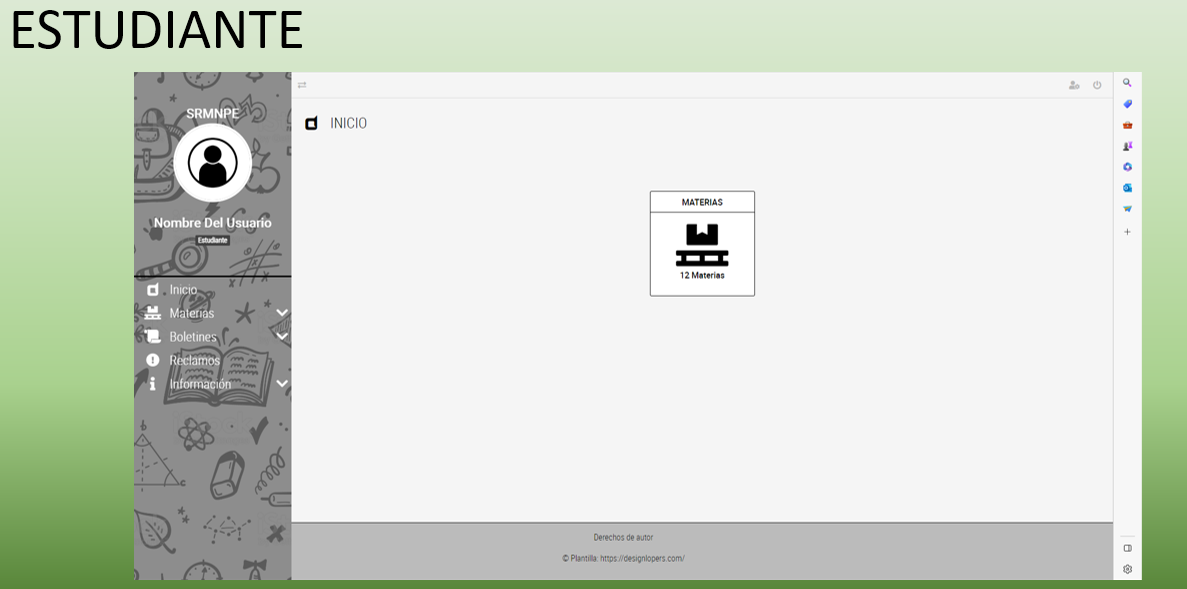 ESTUDIANTE
SRMNPE
Nombre Del Usuario
Estudiante
Inicio
Materias
Boletines
Reclamos
Información
INICIO
MATERIAS
12 Materias
Derechos de autor
© Plantilla: https://designlopers.com/